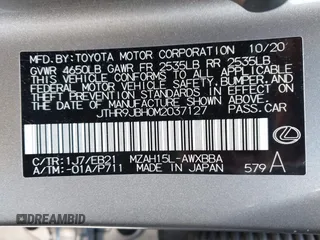 MFD.BY:TOYOTA MOTOR CORPORATION 10/20
GVWR 4650LB GAWR FR 2535LB RR 2535LB
THIS VEHICLE CONFORMS TO ALL APPLICABLE
FEDERAL MOTOR VEHICLE SAFETY, BUMPER, AND
THEFT PREVENTION STANDARDS IN EFFECT ON
THE DATE OF MANUFACTURE SHOWN ABOVE.
JTHR9JBH0M2037127 PASS.CAR
C/TR:1J7/EB21 MZAH15L-AWXBBA
A/TM:-01A/P711 MADE IN JAPAN 579 A
DREAMBID